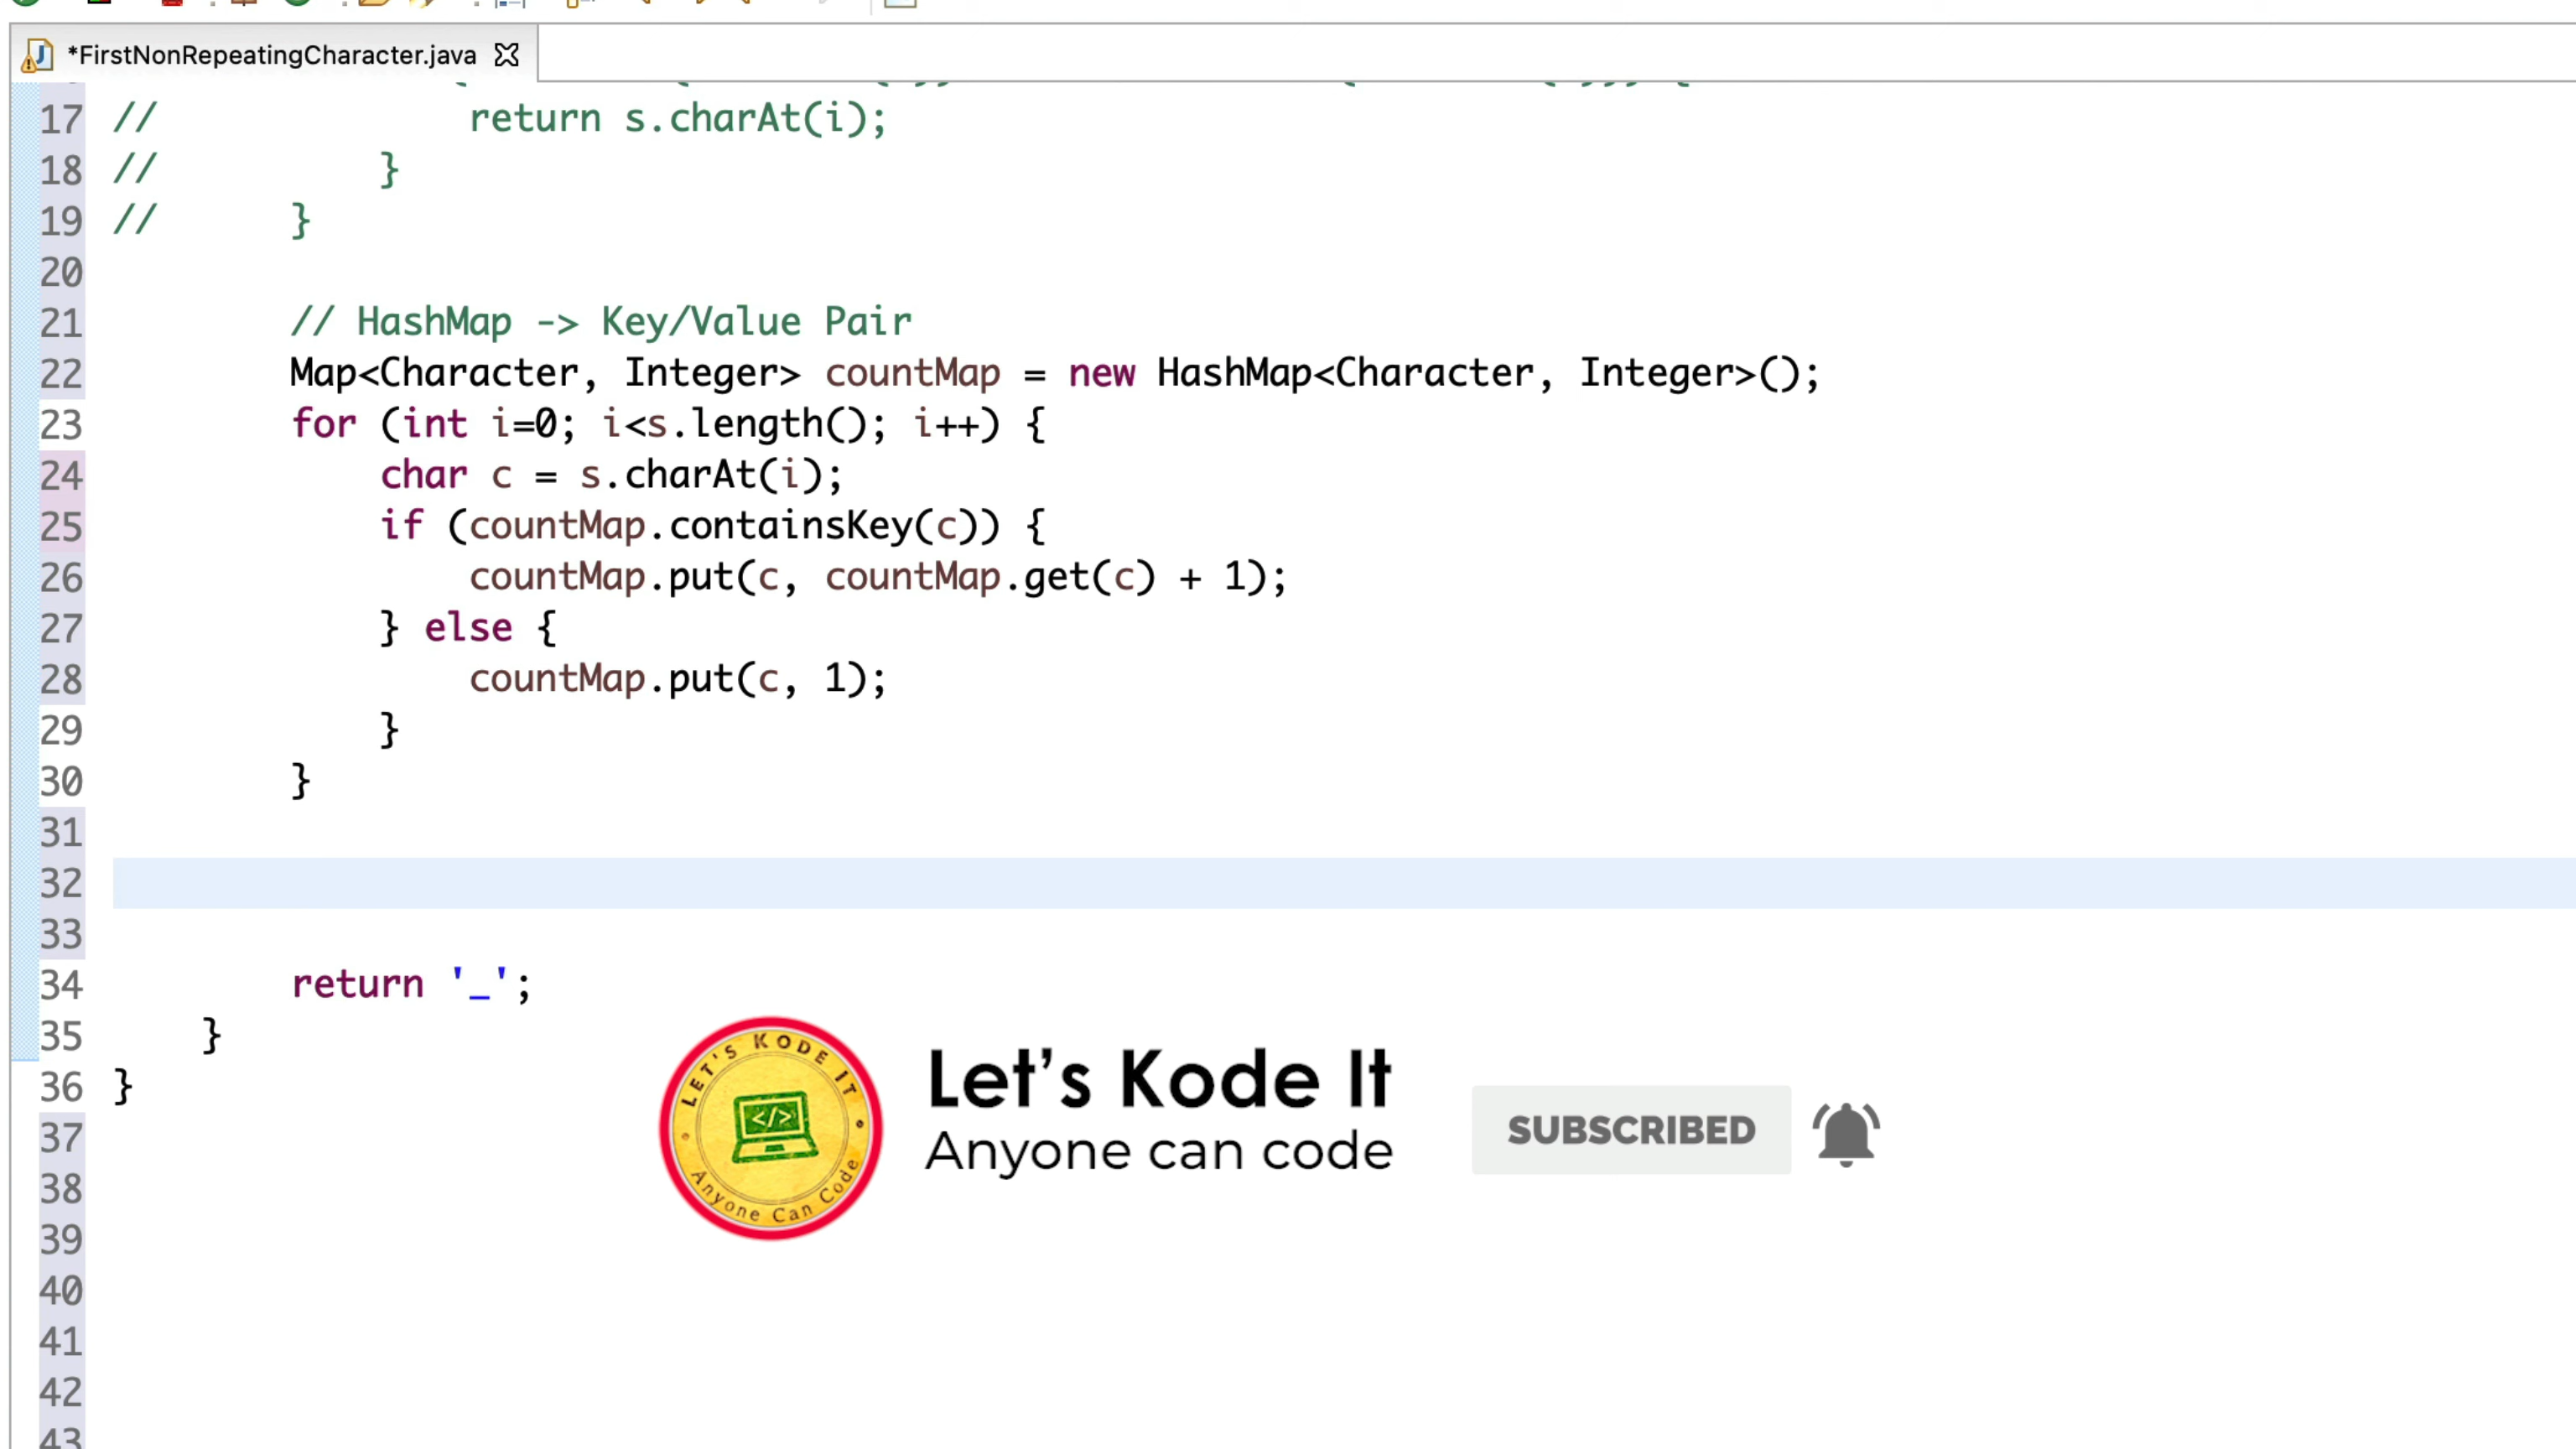 *FirstNonRepeatingCharacter.java
17 // return s.charAt(i);
18 // }
19 // }
20
21 // HashMap -> Key/Value Pair
22 Map<Character, Integer> countMap = new HashMap<Character, Integer>();
23 for (int i=0; i<s.length(); i++) {
24 char c = s.charAt(i);
25 if (countMap.containsKey(c)) {
26 countMap.put(c, countMap.get(c) + 1);
27 } else {
28 countMap.put(c, 1);
29 }
30 }
31
32
33
34 return '_';
35 }
36 }
37
38
39
40
41
42
43
LET'S KODE IT
Anyone Can Code
</>
Let's Kode It
Anyone can code
SUBSCRIBED